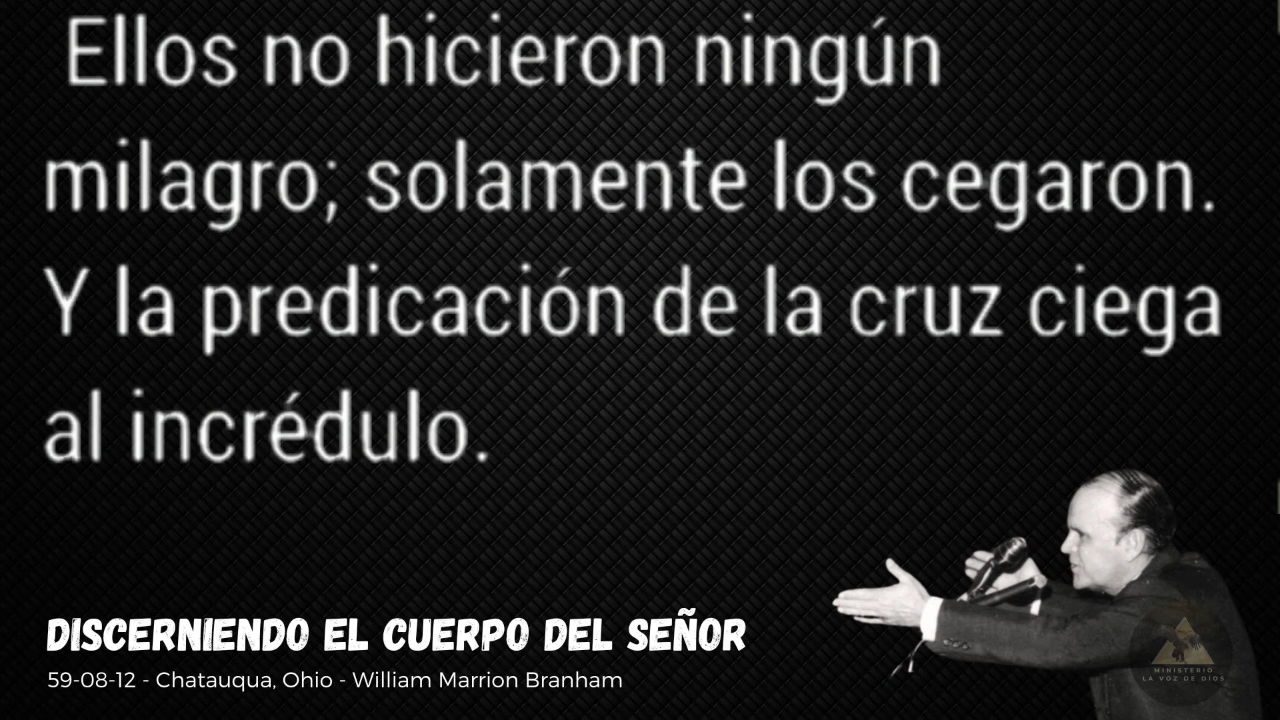 Ellos no hicieron ningún
milagro; solamente los cegaron.
Y la predicación de la cruz ciega
al incrédulo.
DISCERNIENDO EL CUERPO DEL SEÑOR
59-08-12 - Chatauqua, Ohio - William Marrion Branham
MINISTERIO
LA VOZ DE DIOS